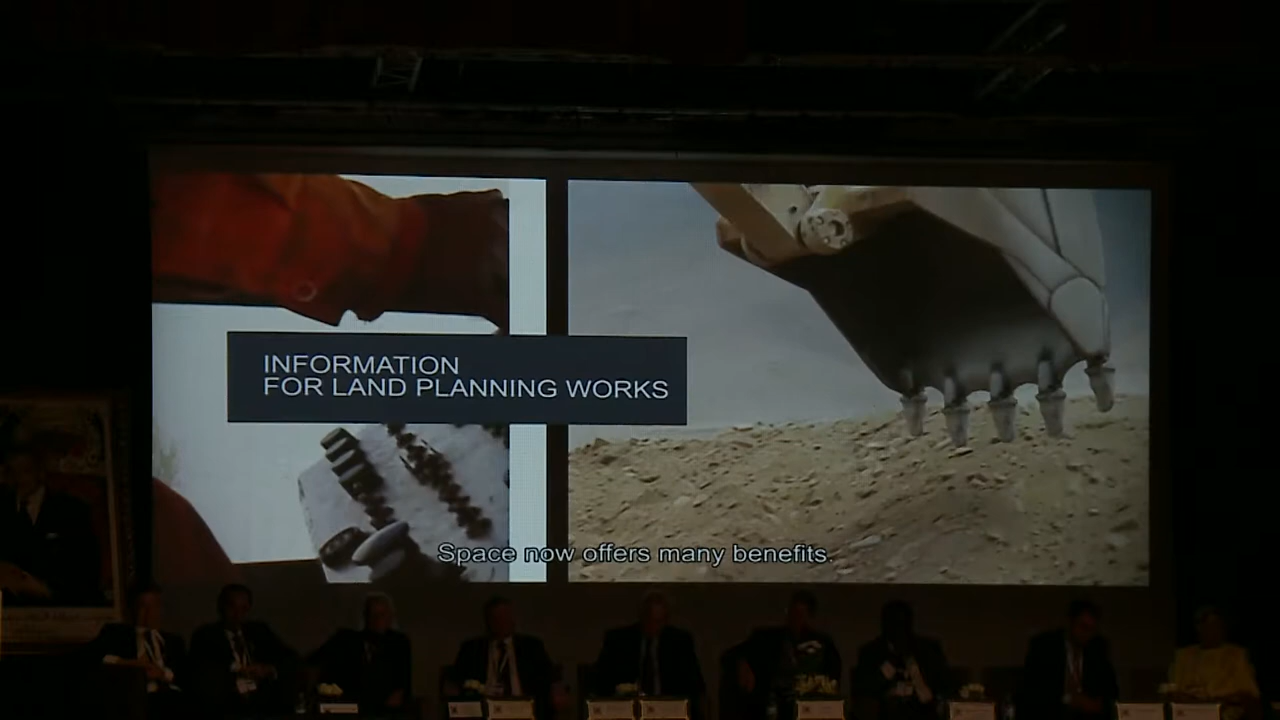 INFORMATION
FOR LAND PLANNING WORKS
Space now offers many benefits.